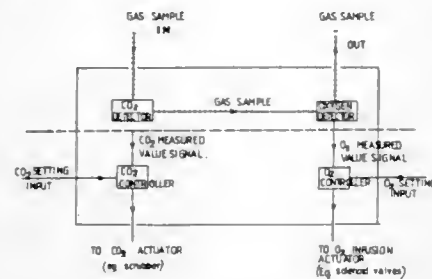 GAS SAMPLE
IN
GAS SAMPLE
OUT
CO₂
DETECTOR
GAS SAMPLE
OXYGEN
DETECTOR
CO₂ MEASURED
VALUE SIGNAL.
O₂ MEASURED
VALUE SIGNAL
CO₂ SETTING
INPUT
CO₂
CONTROLLER
O₂
CONTROLLER
O₂ SETTING
INPUT
TO CO₂ ACTUATOR
(eg scrubber)
TO O₂ INFUSION
ACTUATOR
(Eg solenoid valves)